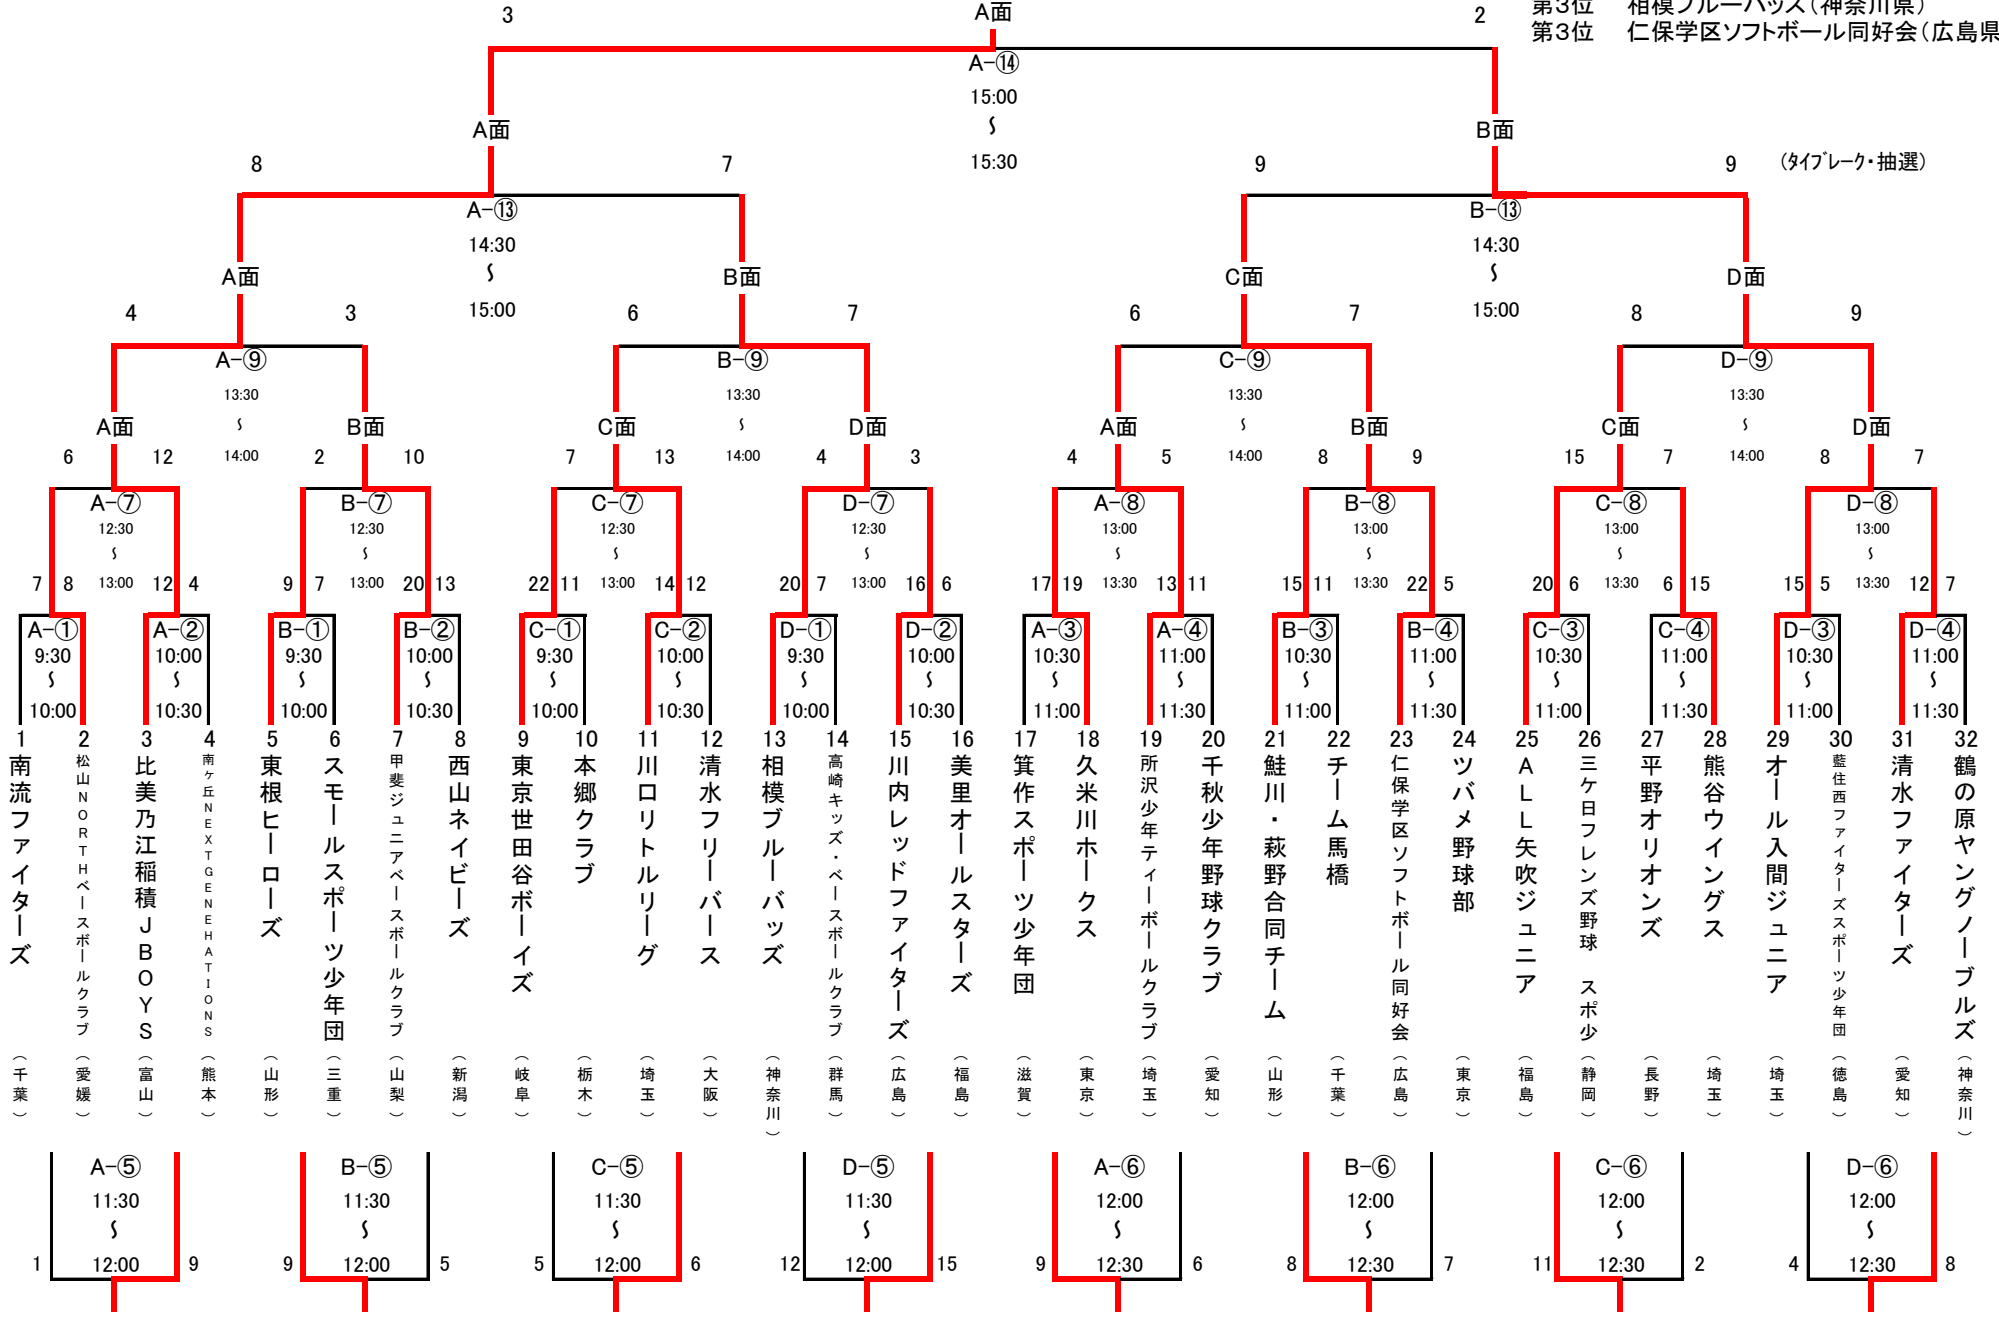 3 A面 2 第3位 相模ブルーバッズ(神奈川県)
第3位 仁保学区ソフトボール同好会(広島県
A-⑭
15:00
~
15:30
A面 B面
8 7 9 9 (タイブレーク・抽選)
A-⑬ B-⑬
14:30 14:30
~ ~
15:00 15:00
A面 B面 C面 D面
4 3 6 7 6 7 8 9
A-⑨ B-⑨ C-⑨ D-⑨
13:30 13:30 13:30 13:30
~ ~ ~ ~
14:00 14:00 14:00 14:00
A面 B面 C面 D面 A面 B面 C面 D面
6 12 2 10 7 13 4 3 4 5 8 9 15 7 8 7
A-⑦ B-⑦ C-⑦ D-⑦ A-⑧ B-⑧ C-⑧ D-⑧
12:30 12:30 12:30 12:30 13:00 13:00 13:00 13:00
~ ~ ~ ~ ~ ~ ~ ~
13:00 13:00 13:00 13:00 13:30 13:30 13:30 13:30
7 8 12 4 9 7 20 13 22 11 14 12 20 7 16 6 17 19 13 11 15 11 22 5 20 6 6 15 15 5 12 7
A-① A-② B-① B-② C-① C-② D-① D-② A-③ A-④ B-③ B-④ C-③ C-④ D-③ D-④
9:30 10:00 9:30 10:00 9:30 10:00 9:30 10:00 10:30 11:00 10:30 11:00 10:30 11:00 10:30 11:00
~ ~ ~ ~ ~ ~ ~ ~ ~ ~ ~ ~ ~ ~ ~ ~
10:00 10:30 10:00 10:30 10:00 10:30 10:00 10:30 11:00 11:30 11:00 11:30 11:00 11:30 11:00 11:30
1 南流ファイターズ (千葉)
2 松山NORTHベースボールクラブ (愛媛)
3 比美乃江稲積JBOYS (富山)
4 南ヶ丘NEXTGENEHATIONS (熊本)
5 東根ヒーローズ (山形)
6 スモールスポーツ少年団 (三重)
7 甲斐ジュニアベースボールクラブ (山梨)
8 西山ネイビーズ (新潟)
9 東京世田谷ボーイズ (岐阜)
10 本郷クラブ (栃木)
11 川口リトルリーグ (埼玉)
12 清水フリーバース (大阪)
13 相模ブルーバッズ (神奈川)
14 高崎キッズ・ベースボールクラブ (群馬)
15 川内レッドファイターズ (広島)
16 美里オールスターズ (福島)
17 箕作スポーツ少年団 (滋賀)
18 久米川ホークス (東京)
19 所沢少年ティーボールクラブ (埼玉)
20 千秋少年野球クラブ (愛知)
21 鮭川・萩野合同チーム (山形)
22 チーム馬橋 (千葉)
23 仁保学区ソフトボール同好会 (広島)
24 ツバメ野球部 (東京)
25 ALL矢吹ジュニア (福島)
26 三ケ日フレンズ野球 スポ少 (静岡)
27 平野オリオンズ (長野)
28 熊谷ウイングス (埼玉)
29 オール入間ジュニア (埼玉)
30 藍住西ファイターズスポーツ少年団 (徳島)
31 清水ファイターズ (愛知)
32 鶴の原ヤングノーブルズ (神奈川)
A-⑤ B-⑤ C-⑤ D-⑤ A-⑥ B-⑥ C-⑥ D-⑥
11:30 11:30 11:30 11:30 12:00 12:00 12:00 12:00
~ ~ ~ ~ ~ ~ ~ ~
1 12:00 9 9 12:00 5 5 12:00 6 12 12:00 15 9 12:30 6 8 12:30 7 11 12:30 2 4 12:30 8